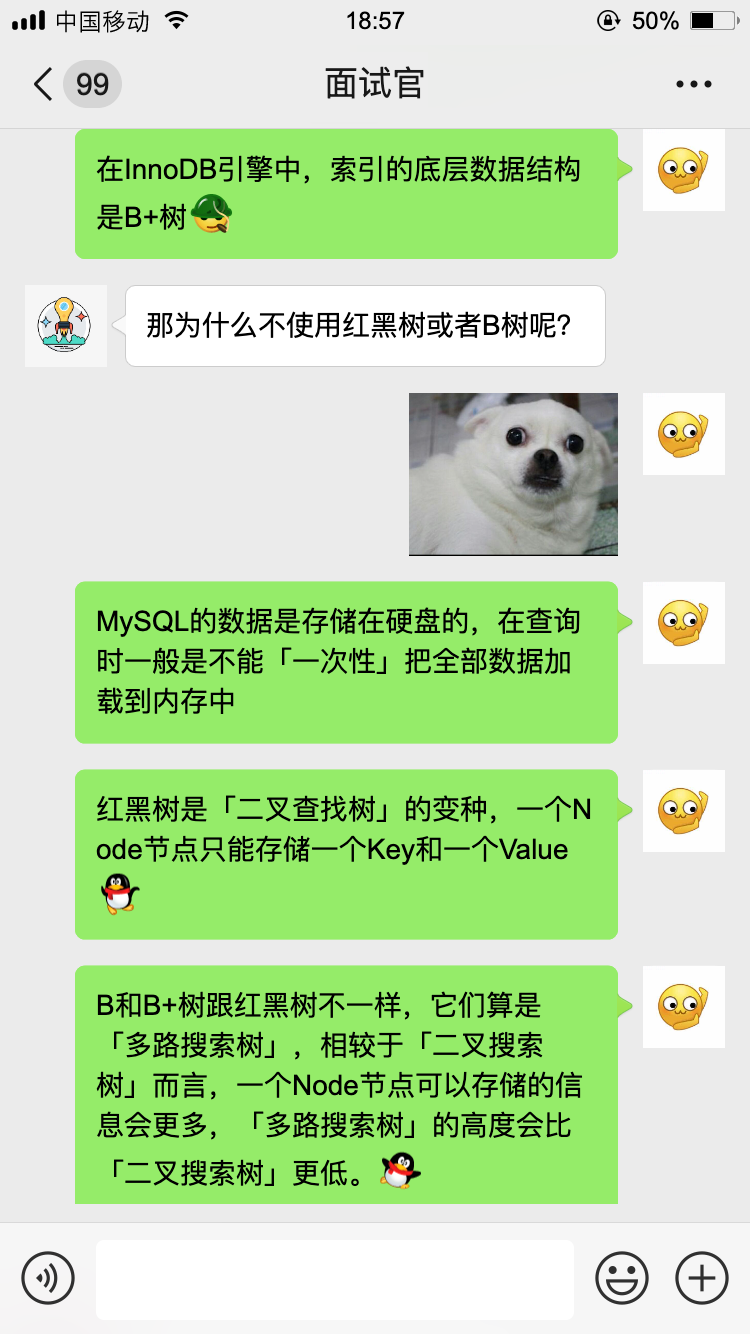 中国移动 18:57 50%
99 面试官
在InnoDB引擎中，索引的底层数据结构
是B+树
那为什么不使用红黑树或者B树呢?
MySQL的数据是存储在硬盘的，在查询
时一般是不能「一次性」把全部数据加
载到内存中
红黑树是「二叉查找树」的变种，一个N
ode节点只能存储一个Key和一个Value
B和B+树跟红黑树不一样，它们算是
「多路搜索树」，相较于「二叉搜索
树」而言，一个Node节点可以存储的信
息会更多，「多路搜索树」的高度会比
「二叉搜索树」更低。